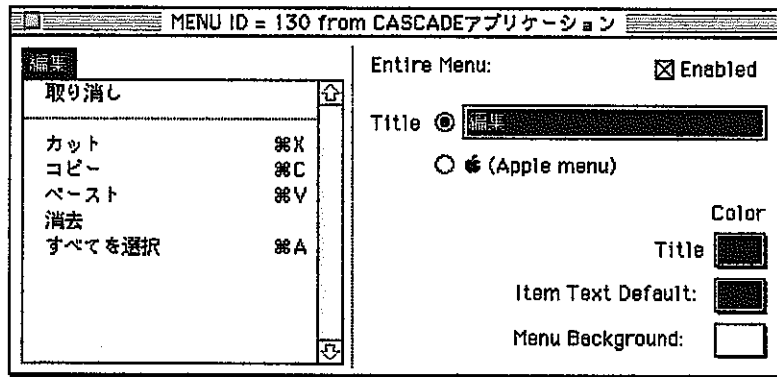 MENU ID = 130 from CASCADEアプリケーション
編集
取り消し
カット ⌘X
コピー ⌘C
ペースト ⌘V
消去
すべてを選択 ⌘A
Entire Menu: Enabled
Title 編集
(Apple menu)
Color
Title
Item Text Default:
Menu Background: